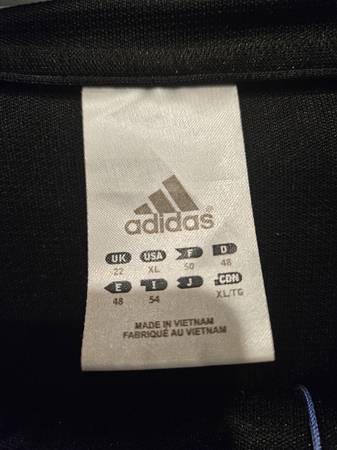 adidas
UK USA F D
22 XL 50 48
E I J CDN
48 54 XL/TG
MADE IN VIETNAM
FABRIQUÉ AU VIETNAM